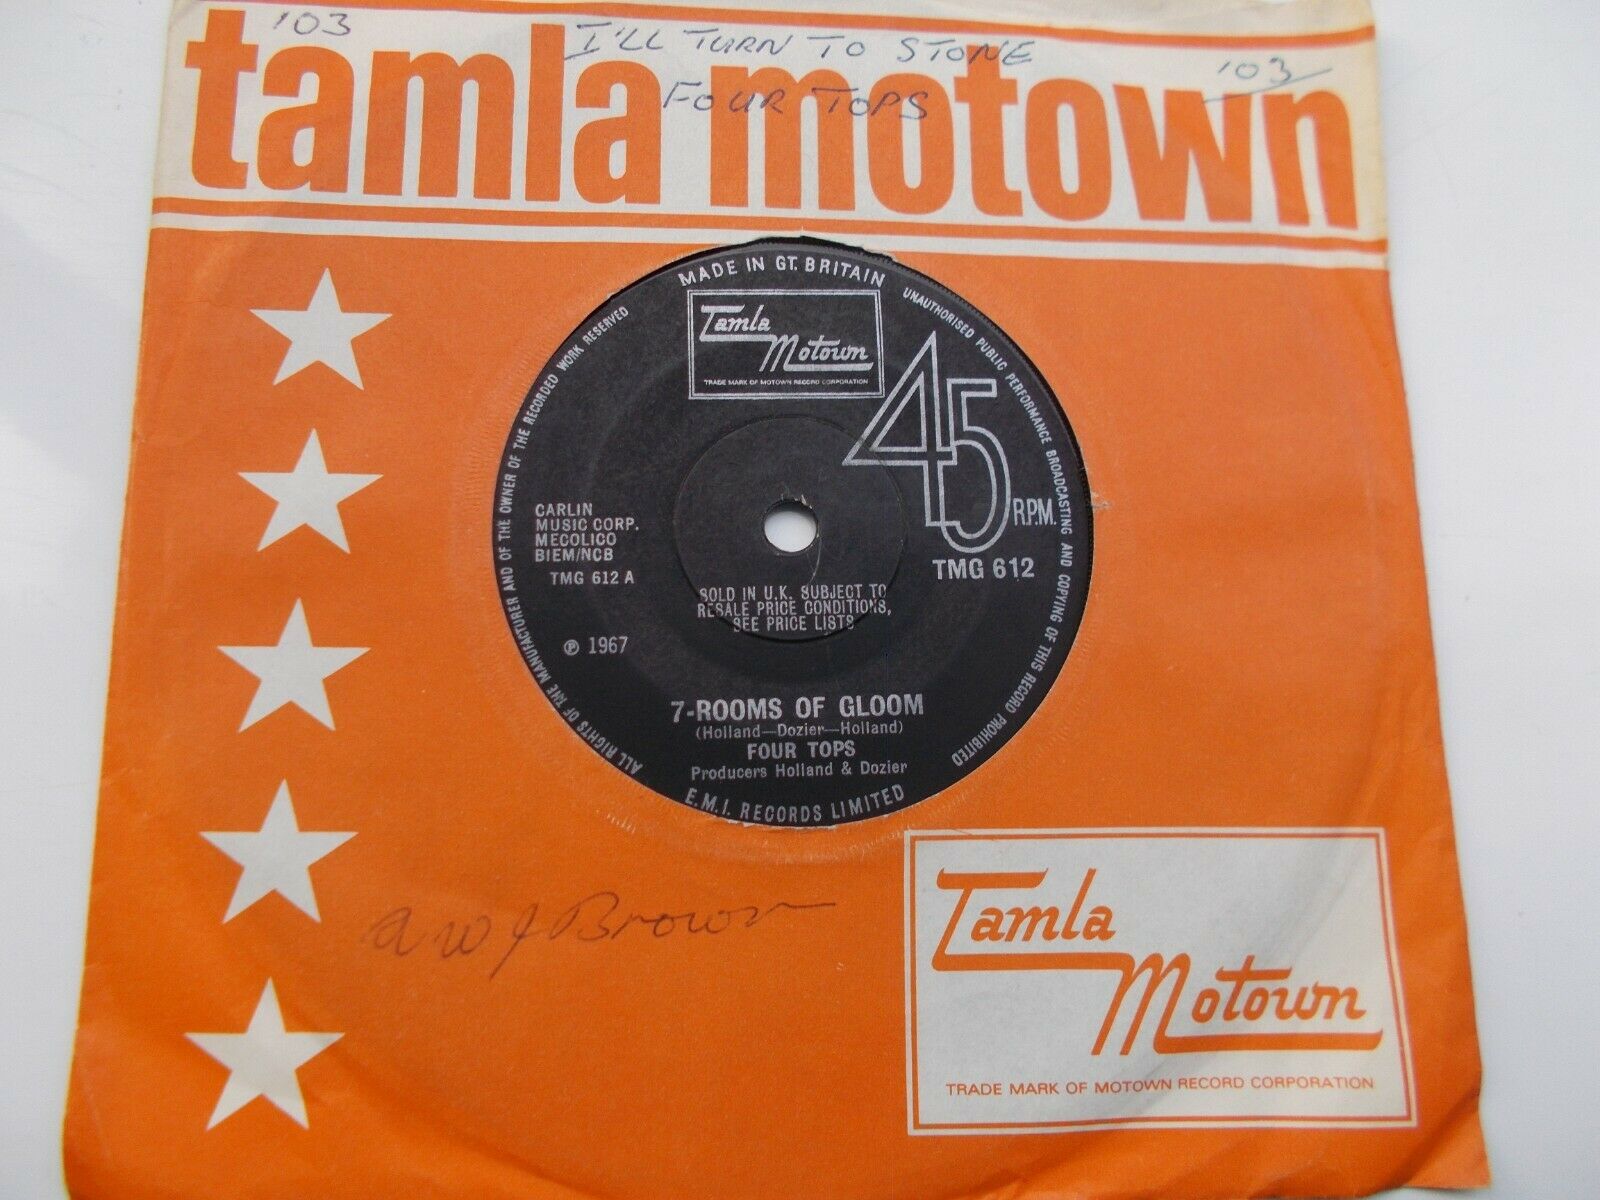 103
I'LL TURN TO STONE
103
FOUR TOPS
tamla motown
MADE IN GT. BRITAIN
Tamla
Motown
TRADE MARK OF MOTOWN RECORD CORPORATION
UNAUTHORISED PUBLIC PERFORMANCE BROADCASTING AND COPYING OF THIS RECORD PROHIBITED
ALL RIGHTS OF THE MANUFACTURER AND OF THE OWNER OF THE RECORDED WORK RESERVED
45
R.P.M.
CARLIN
MUSIC CORP.
MECOLICO
BIEM/NCB
TMG 612 A
TMG 612
SOLD IN U.K. SUBJECT TO
RESALE PRICE CONDITIONS,
SEE PRICE LISTS
℗ 1967
7-ROOMS OF GLOOM
(Holland—Dozier—Holland)
FOUR TOPS
Producers Holland & Dozier
E.M.I. RECORDS LIMITED
Brown
Tamla
Motown
TRADE MARK OF MOTOWN RECORD CORPORATION